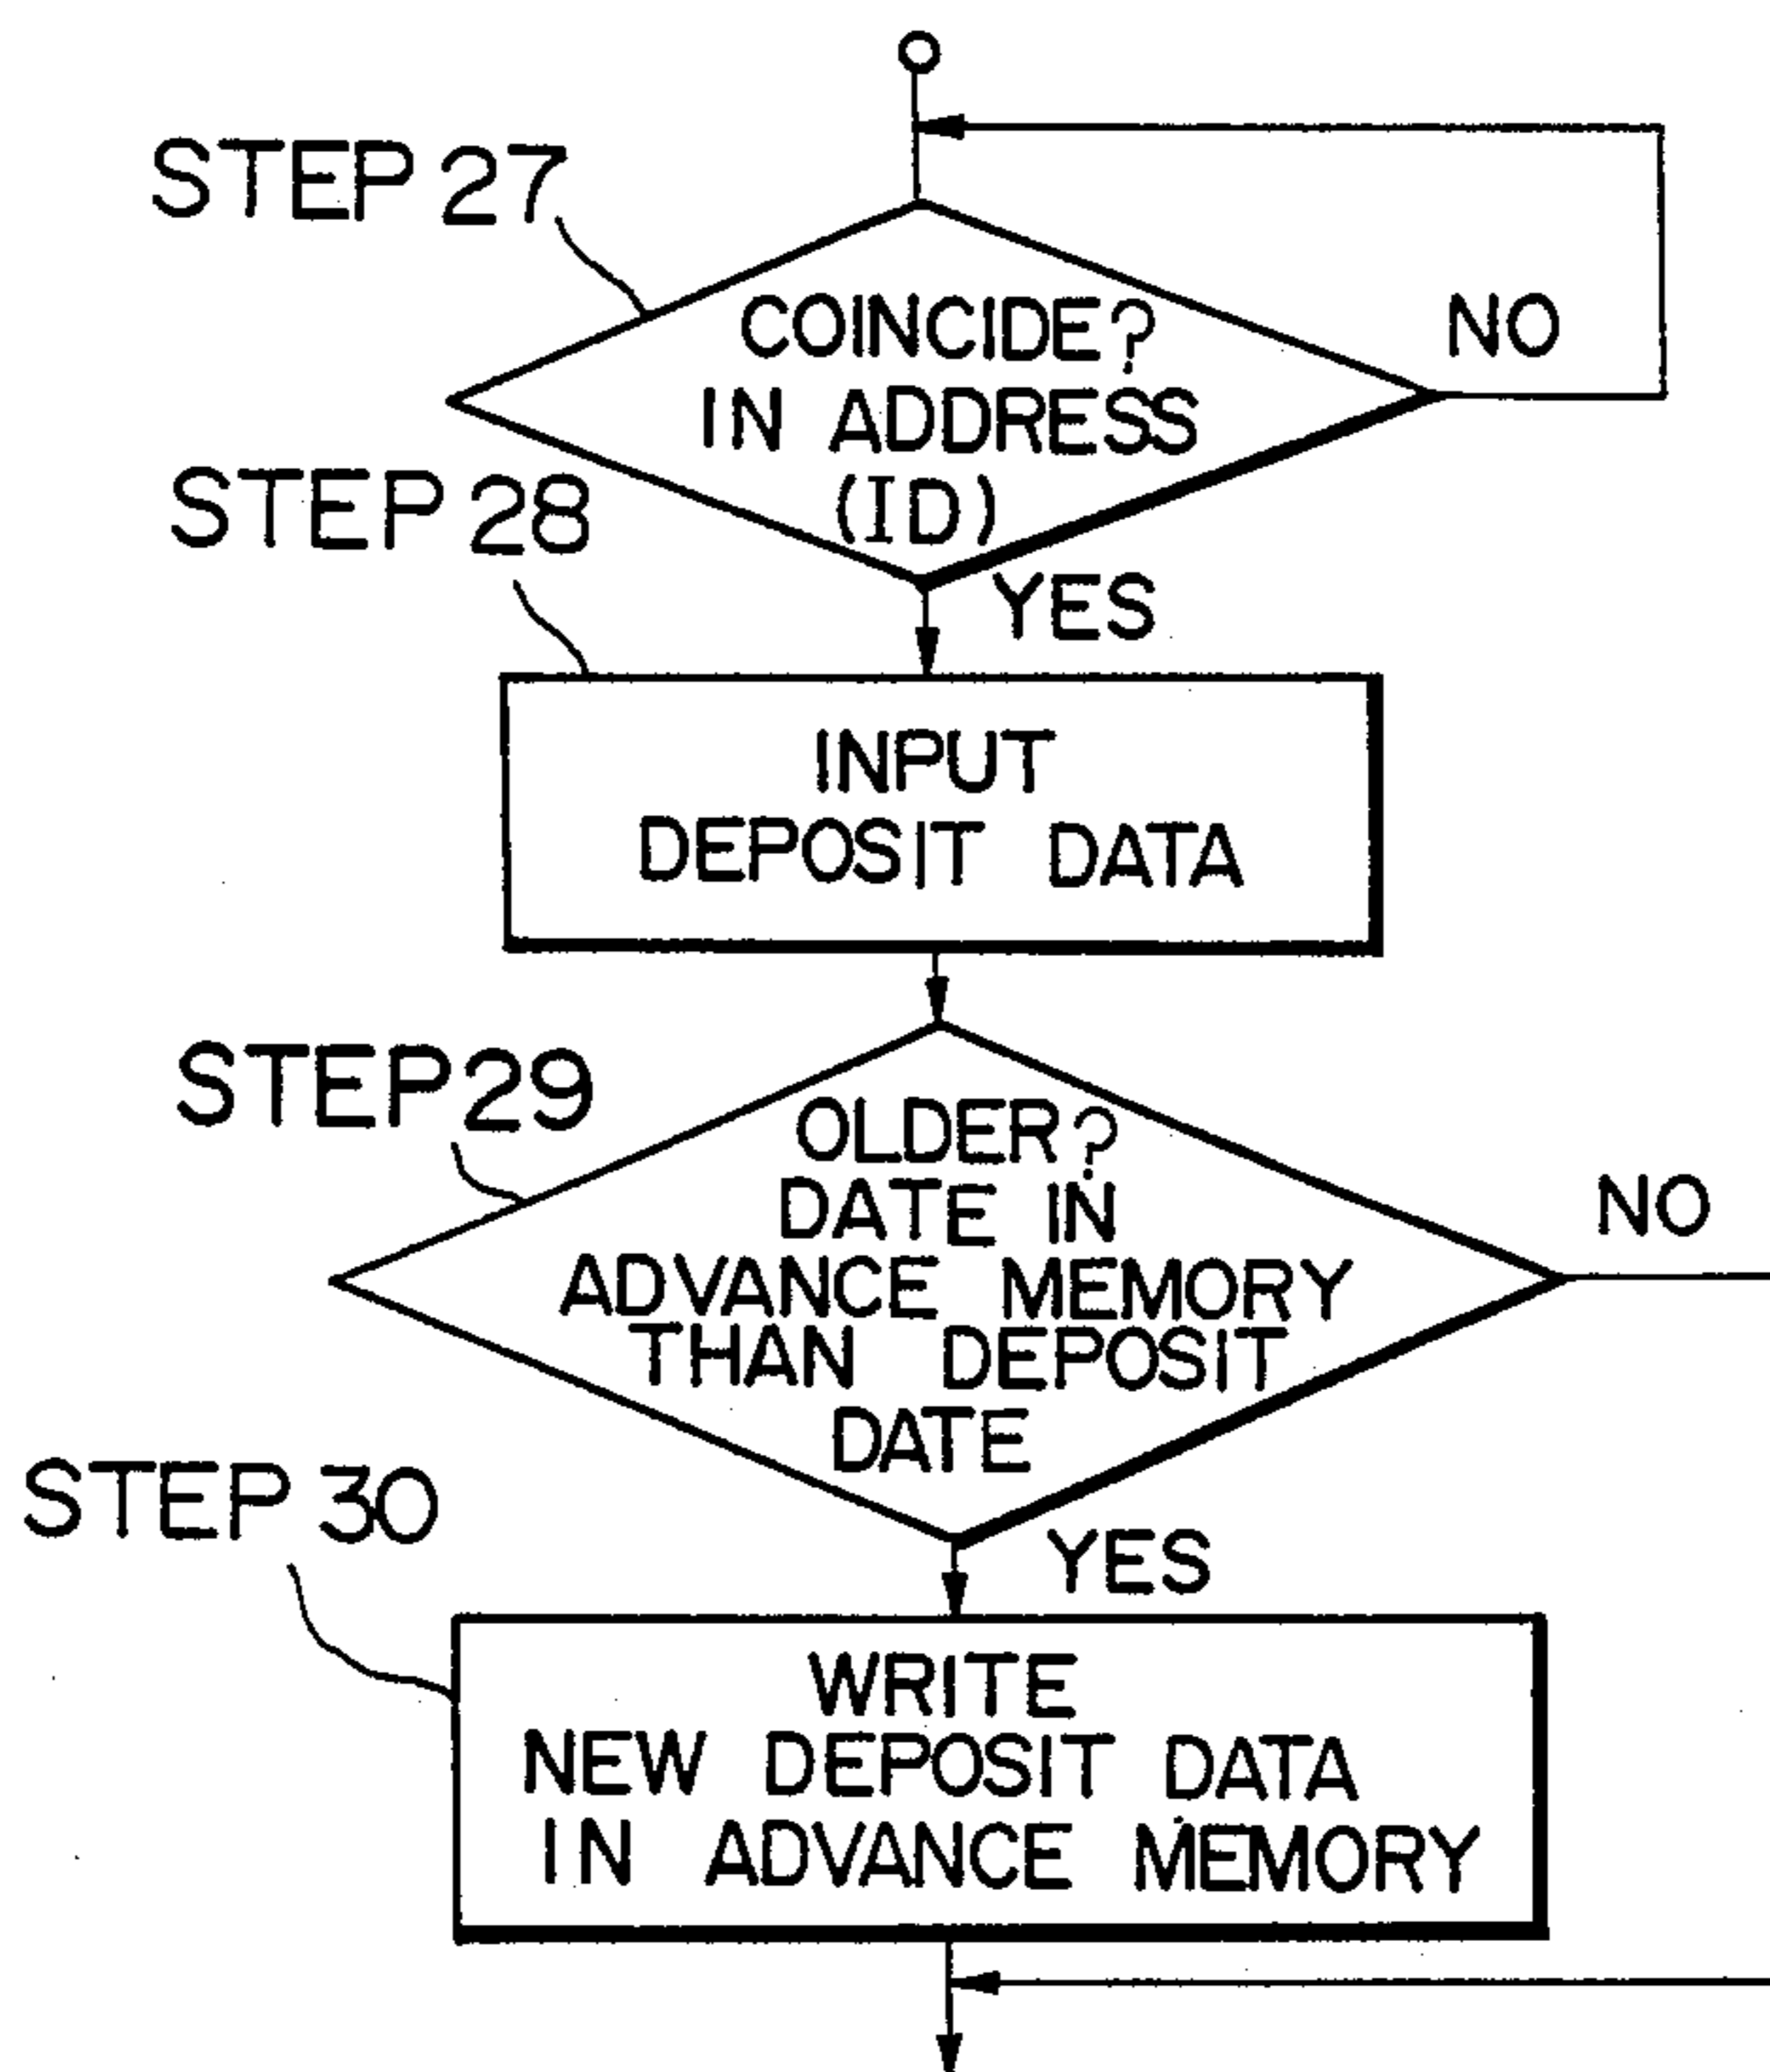 STEP 27
COINCIDE?
IN ADDRESS
(ID)
NO
YES
STEP 28
INPUT
DEPOSIT DATA
STEP 29
OLDER?
DATE IN
ADVANCE MEMORY
THAN DEPOSIT
DATE
NO
YES
STEP 30
WRITE
NEW DEPOSIT DATA
IN ADVANCE MEMORY